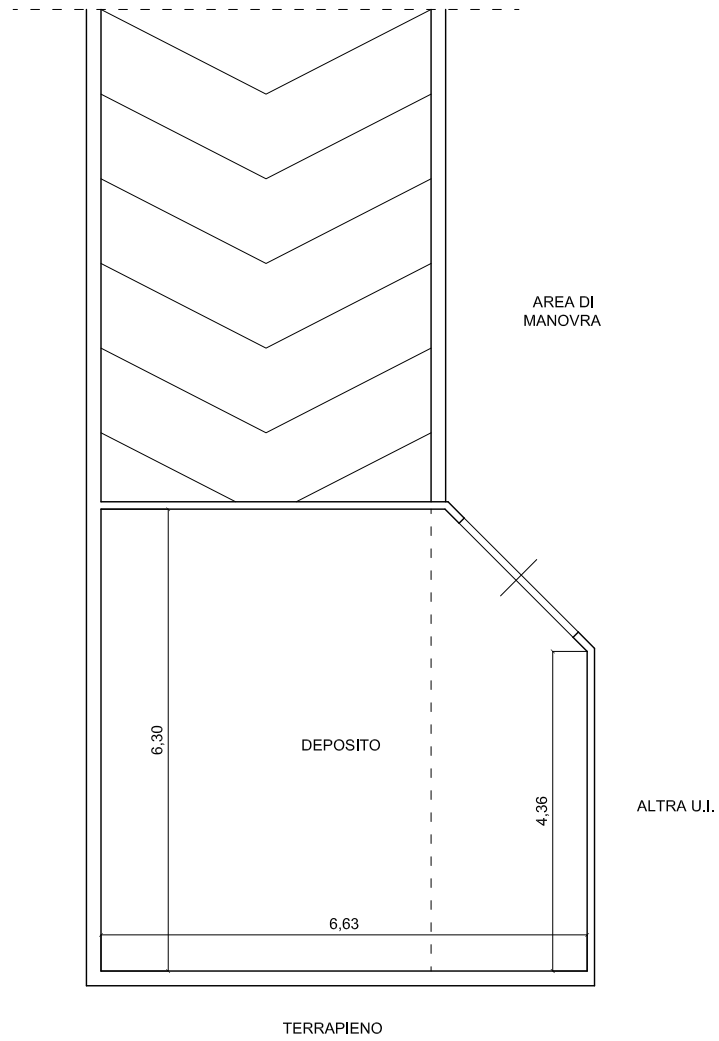 AREA DI
MANOVRA
6,30
DEPOSITO
4,36
ALTRA U.I.
6,63
TERRAPIENO